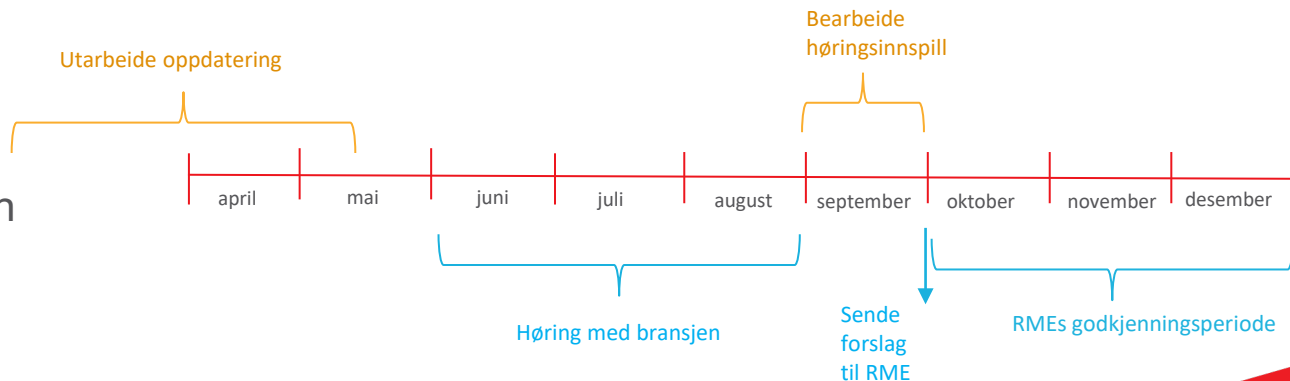 Bearbeide
høringsinnspill
Utarbeide oppdatering
april
mai
juni
juli
august
september
oktober
november
desember
n
Høring med bransjen
Sende
forslag
til RME
RMEs godkjenningsperiode